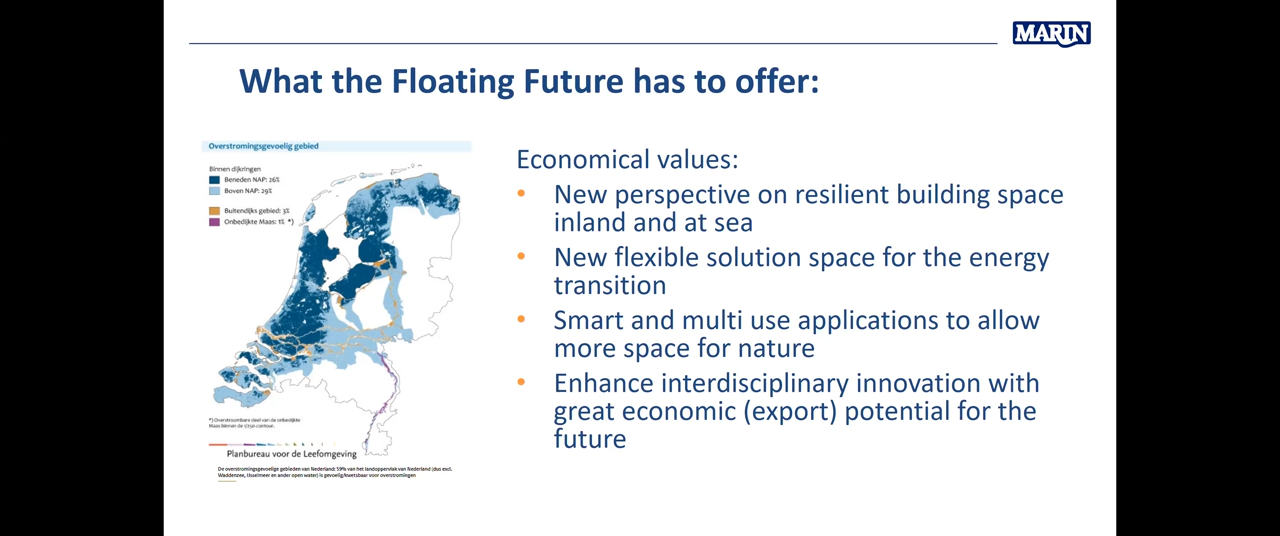 MARIN
What the Floating Future has to offer:
Overstromingsgevoelig gebied
Binnen dijkringen
Beneden NAP: 26%
Boven NAP: 29%
Buitendijks gebied: 3%
Onbedijkte Maas: 1% *)
*) Overstroombare deel van de onbedijkte
Maas binnen de 1/250 contour.
Planbureau voor de Leefomgeving
De overstromingsgevoelige gebieden van Nederland: 59% van het landoppervlak van Nederland (dus excl.
Waddenzee, IJsselmeer en ander open water) is gevoelig/kwetsbaar voor overstromingen
Economical values:
• New perspective on resilient building space
inland and at sea
• New flexible solution space for the energy
transition
• Smart and multi use applications to allow
more space for nature
• Enhance interdisciplinary innovation with
great economic (export) potential for the
future